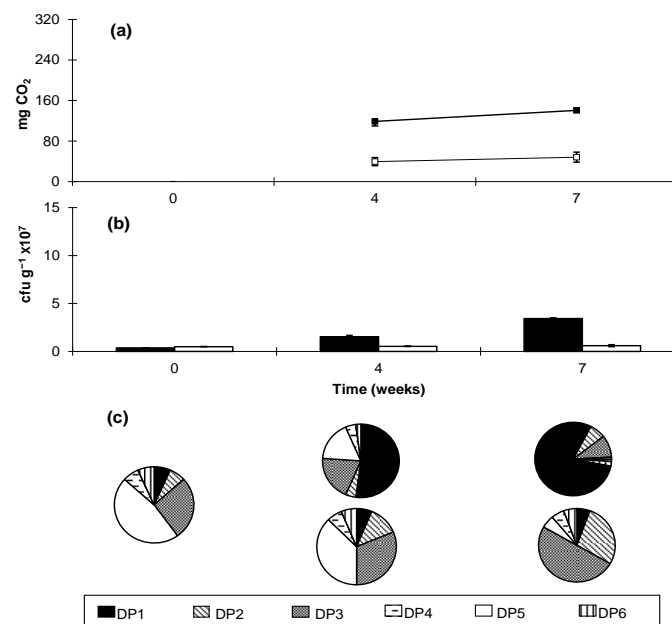 (a)
320
240
160
80
0
mg CO₂
0 4 7
(b)
15
10
5
0
cfu g⁻¹ x10⁷
0 4 7
Time (weeks)
(c)
DP1 DP2 DP3 DP4 DP5 DP6